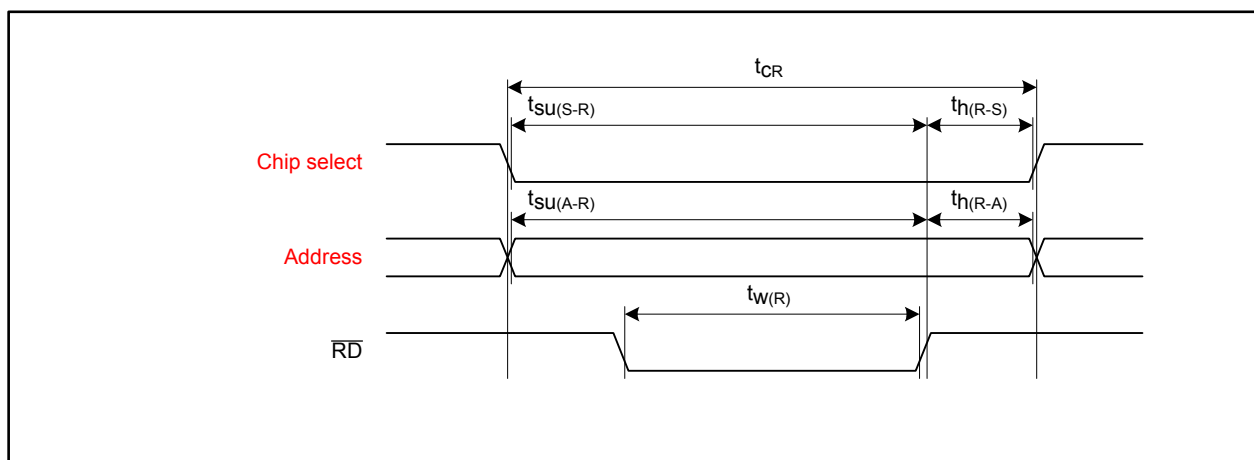 tCR
tsu(S-R) th(R-S)
Chip select
tsu(A-R) th(R-A)
Address
tw(R)
RD